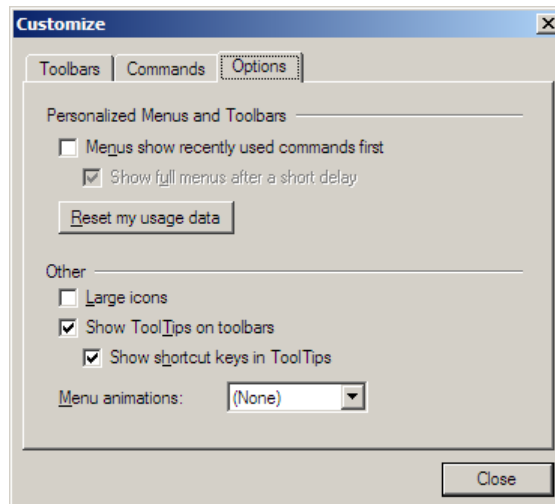 Customize
Toolbars Commands Options
Personalized Menus and Toolbars
Menus show recently used commands first
Show full menus after a short delay
Reset my usage data
Other
Large icons
Show ToolTips on toolbars
Show shortcut keys in ToolTips
Menu animations: (None)
Close